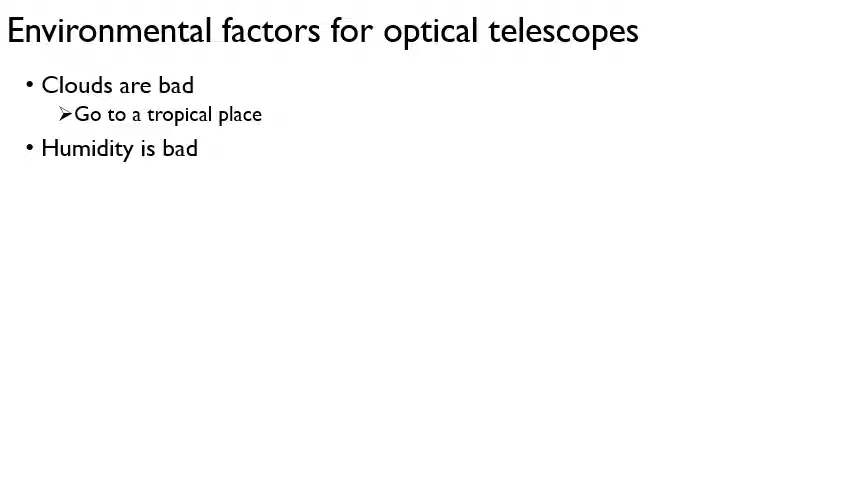 Environmental factors for optical telescopes
• Clouds are bad
➢Go to a tropical place
• Humidity is bad